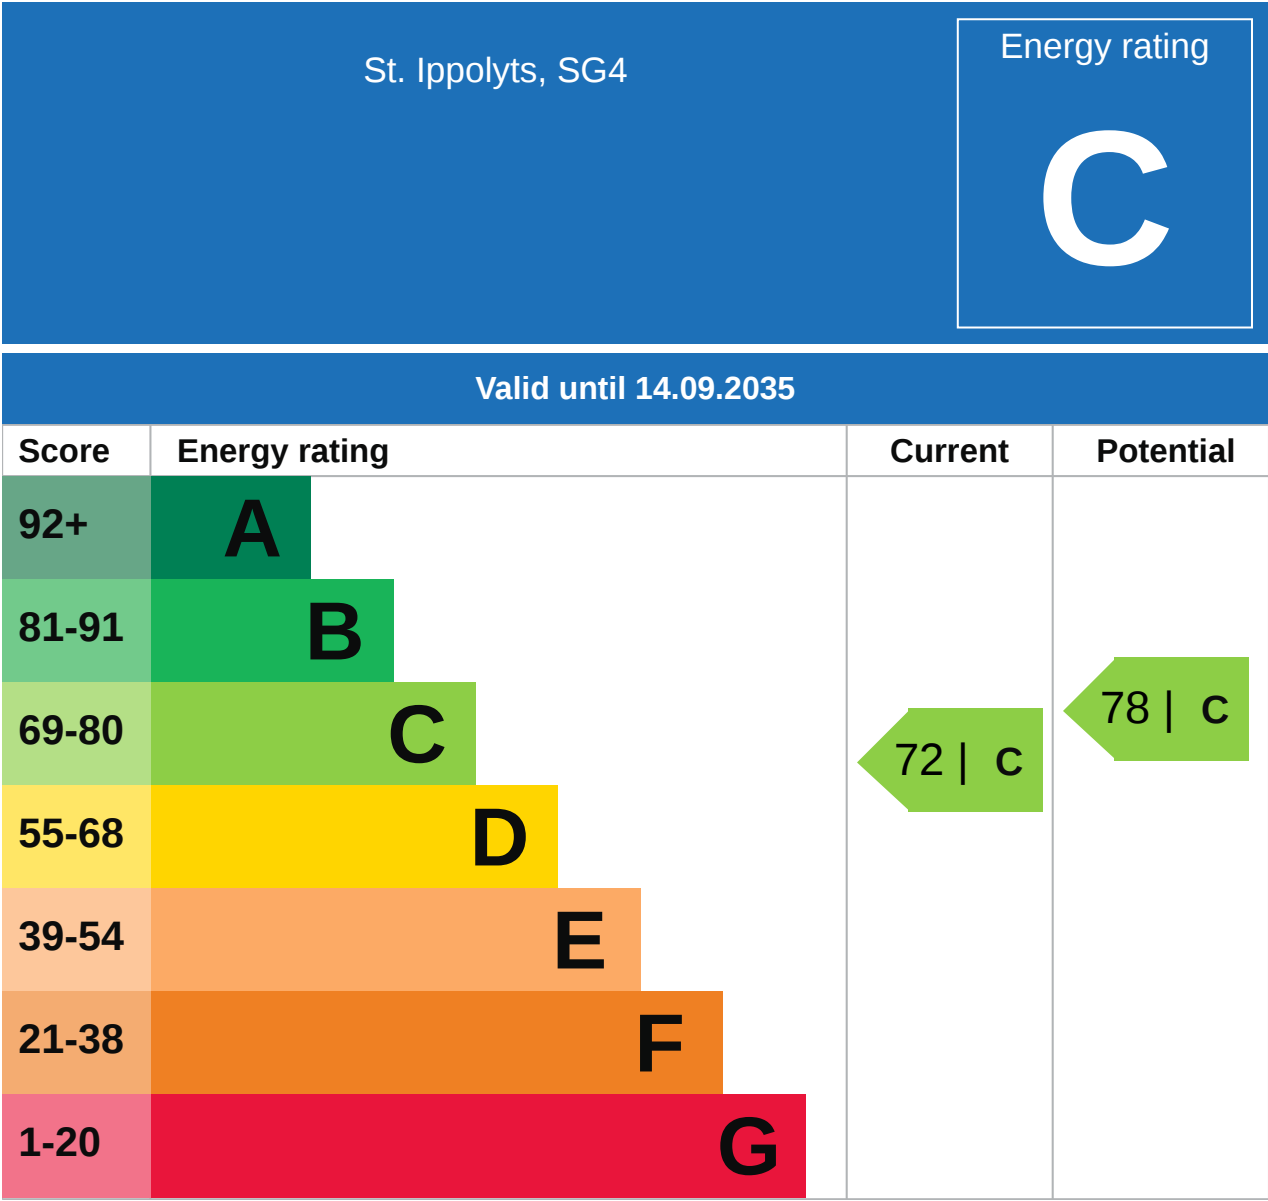 St. Ippolyts, SG4
Energy rating
C
Valid until 14.09.2035
Score Energy rating Current Potential
92+ A
81-91 B
69-80 C
78 | C
72 | C
55-68 D
39-54 E
21-38 F
1-20 G